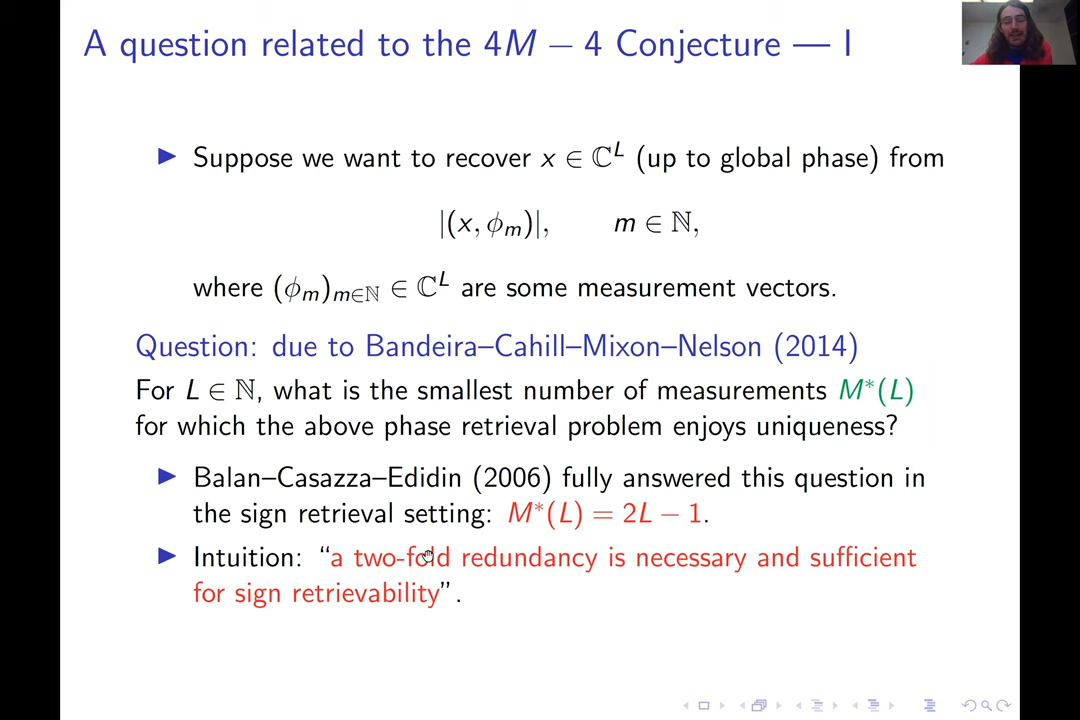 A question related to the 4M − 4 Conjecture — I
▶ Suppose we want to recover x ∈ ℂ^L (up to global phase) from
|(x, ϕ_m)|, m ∈ ℕ,
where (ϕ_m)_{m∈ℕ} ∈ ℂ^L are some measurement vectors.
Question: due to Bandeira–Cahill–Mixon–Nelson (2014)
For L ∈ ℕ, what is the smallest number of measurements M*(L)
for which the above phase retrieval problem enjoys uniqueness?
▶ Balan–Casazza–Edidin (2006) fully answered this question in
the sign retrieval setting: M*(L) = 2L − 1.
▶ Intuition: “a two-fold redundancy is necessary and sufficient
for sign retrievability”.